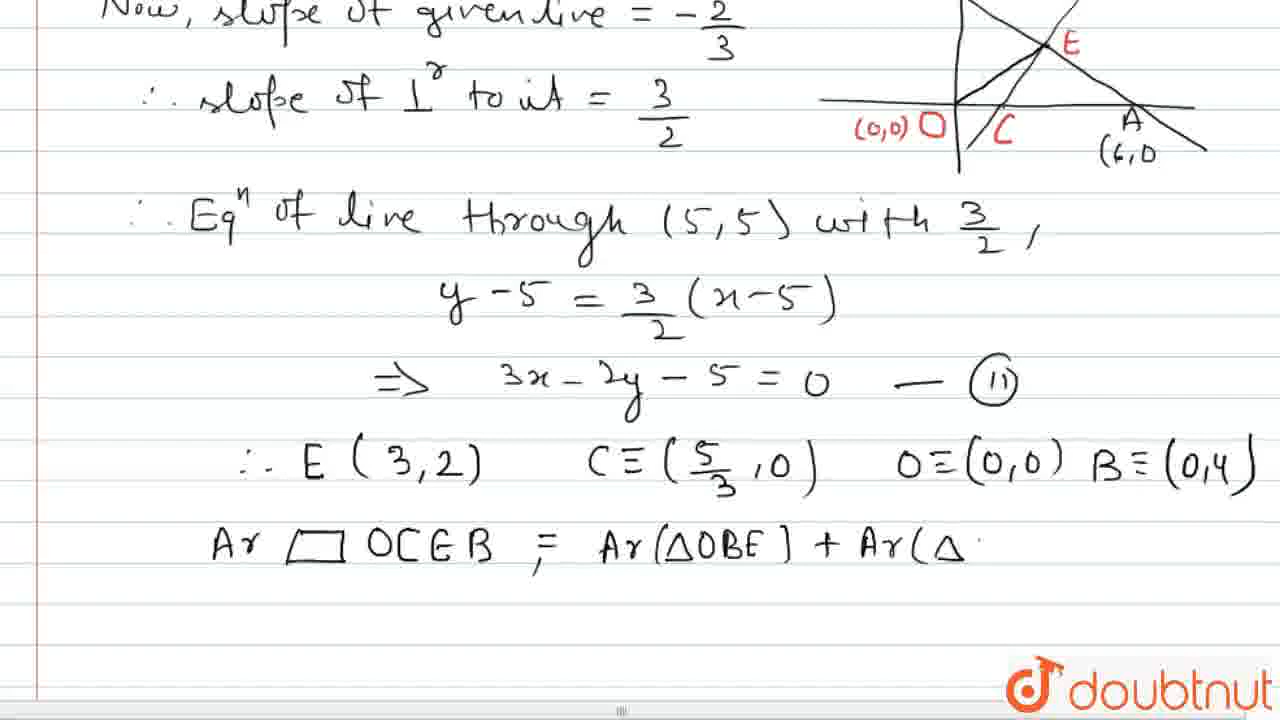 Now, slope of given line = - 2/3
∴ slope of ⊥r to it = 3/2
E
(0,0) O C A
(6,0
∴ Eqn of line through (5,5) with 3/2,
y - 5 = 3/2 (x - 5)
=> 3x - 2y - 5 = 0 — (11)
∴ E (3,2) C ≡ (5/3, 0) O ≡ (0,0) B ≡ (0,4)
Ar ▱ OCEB = Ar(△OBE) + Ar(△
doubtnut